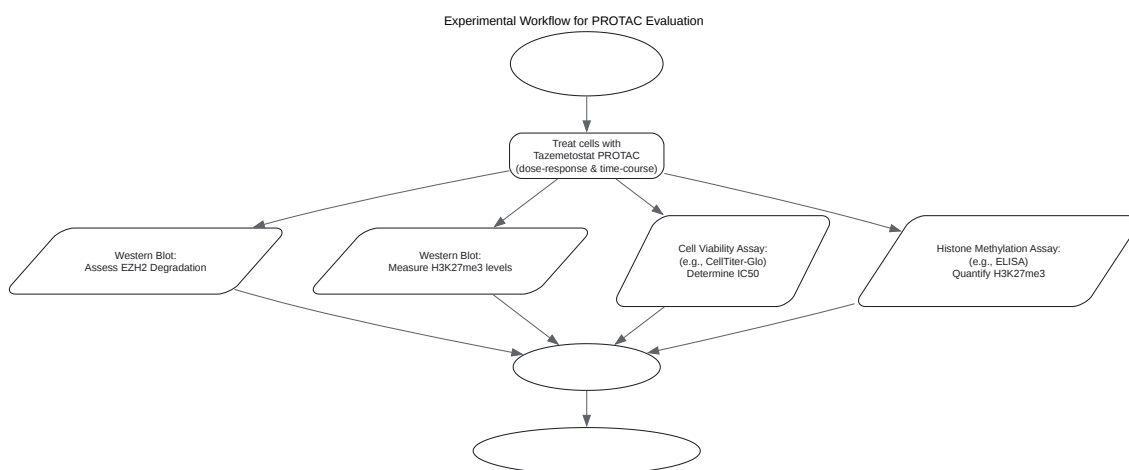 Experimental Workflow for PROTAC Evaluation
Treat cells with
Tazemetostat PROTAC
(dose-response & time-course)
Western Blot:
Assess EZH2 Degradation
Western Blot:
Measure H3K27me3 levels
Cell Viability Assay:
(e.g., CellTiter-Glo)
Determine IC50
Histone Methylation Assay:
(e.g., ELISA)
Quantify H3K27me3